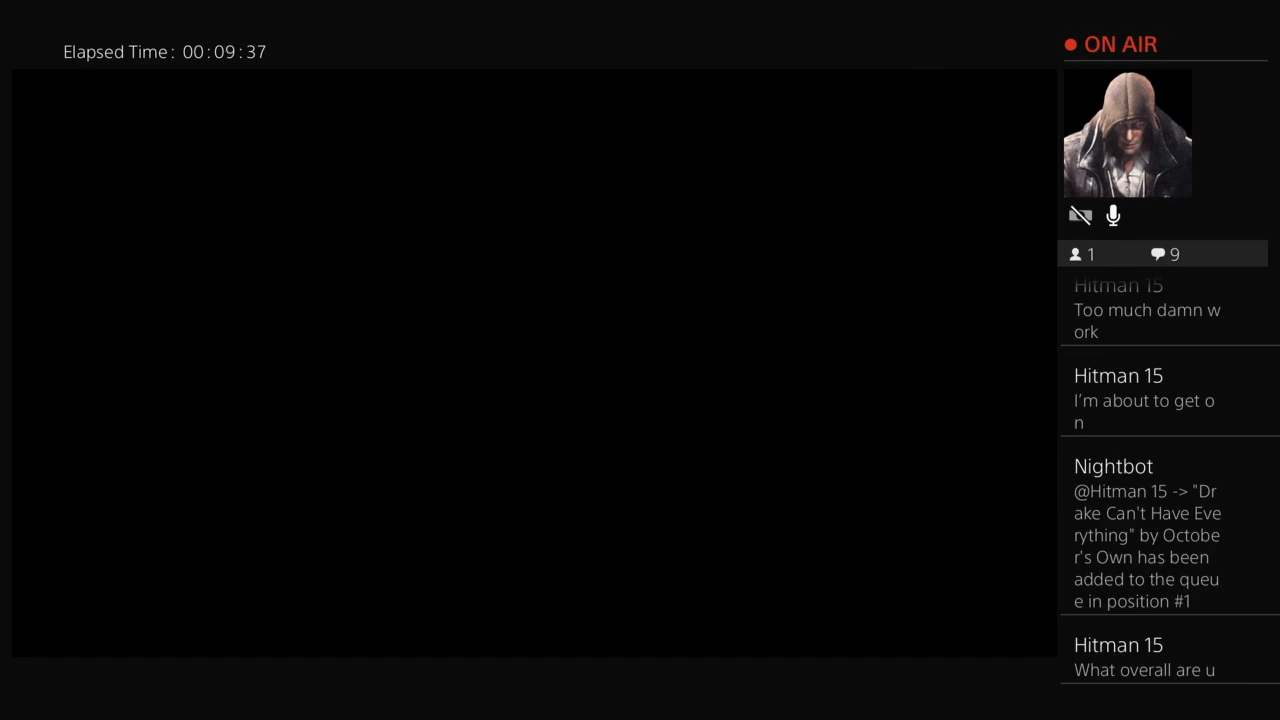 Elapsed Time: 00:09:37
ON AIR
1 9
Hitman 15
Too much damn w
ork
Hitman 15
I'm about to get o
n
Nightbot
@Hitman 15 -> "Dr
ake Can't Have Eve
rything" by Octobe
r's Own has been
added to the queu
e in position #1
Hitman 15
What overall are u